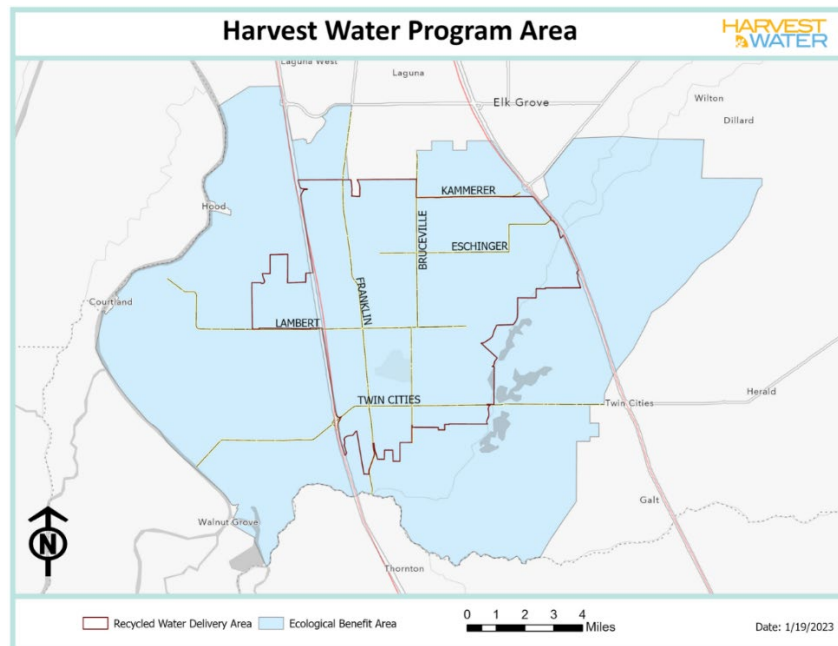 Harvest Water Program Area
HARVEST
WATER
Laguna West
Laguna
Elk Grove
Wilton
Dillard
KAMMERER
Hood
BRUCEVILLE
ESCHINGER
FRANKLIN
Courtland
LAMBERT
TWIN CITIES
Twin Cities
Herald
Galt
Walnut Grove
Thornton
N
Recycled Water Delivery Area
Ecological Benefit Area
0 1 2 3 4
Miles
Date: 1/19/2023